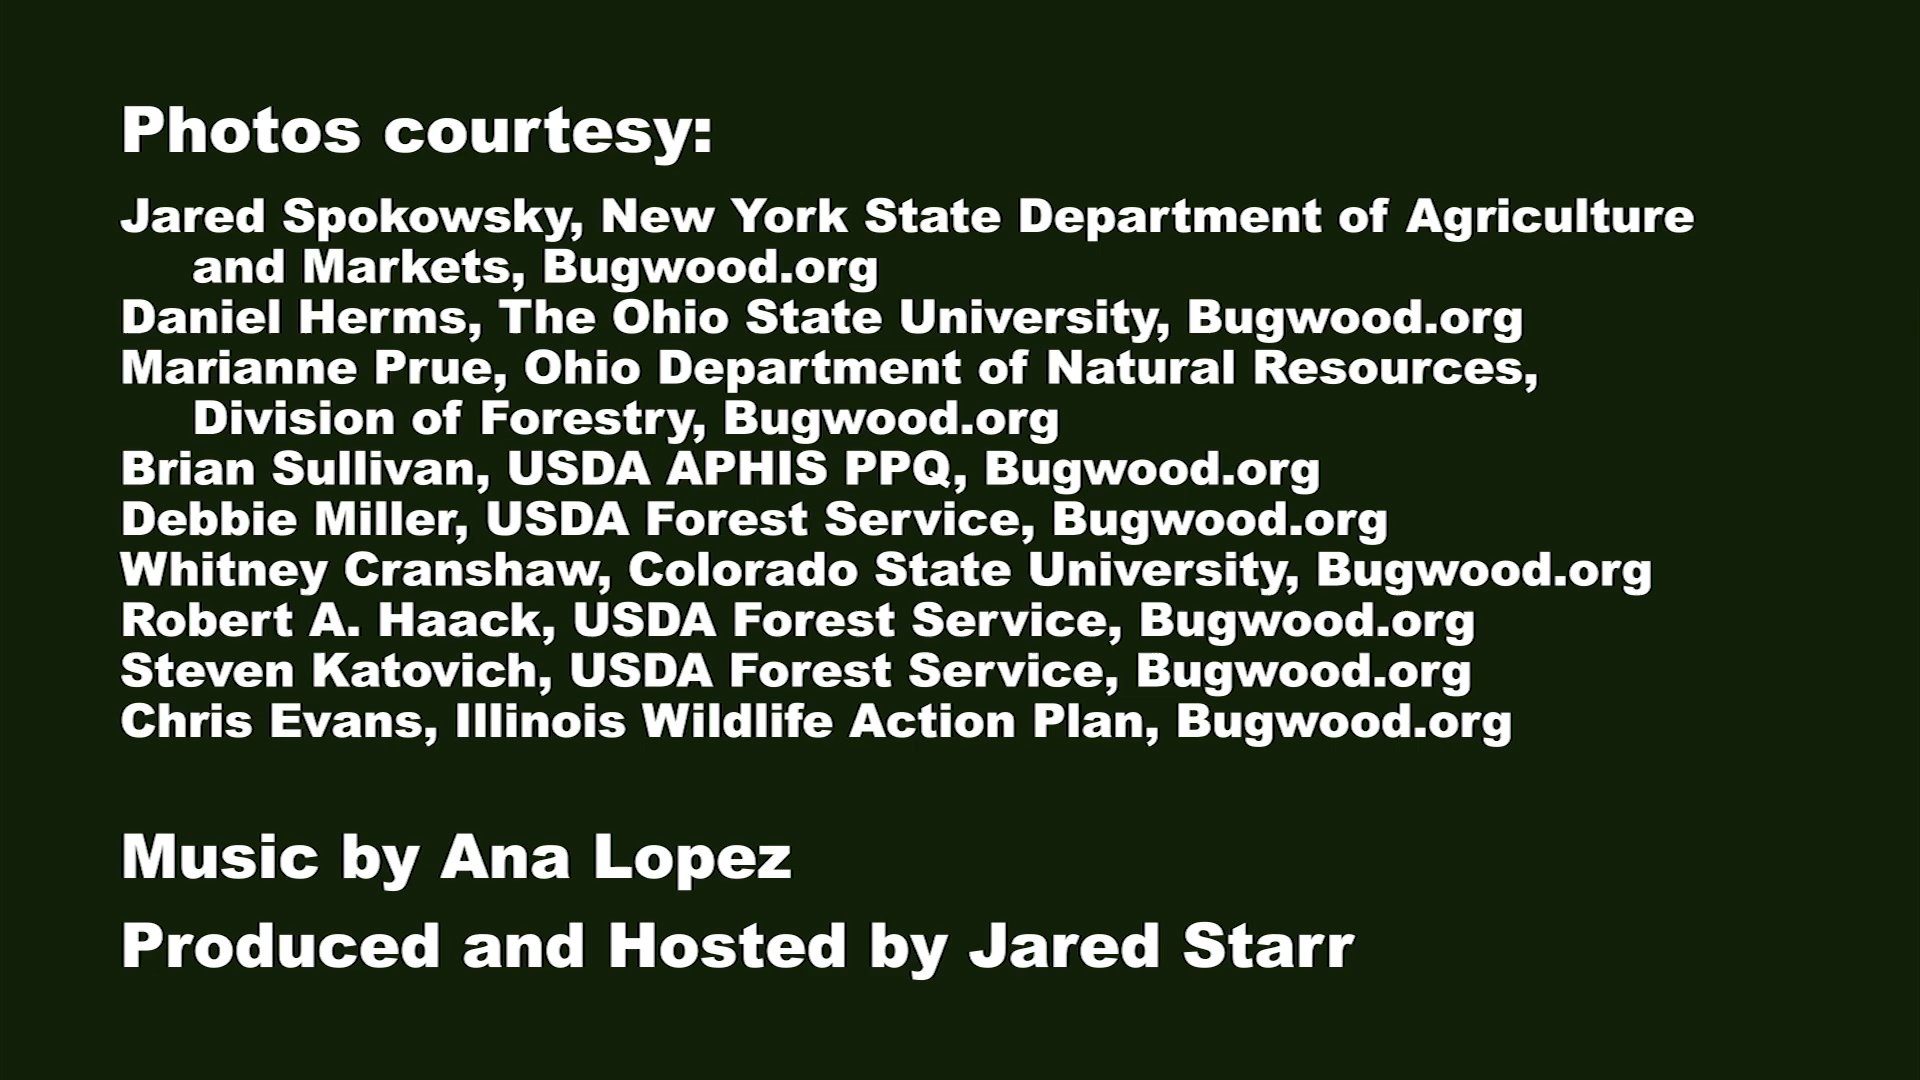 Photos courtesy:
Jared Spokowsky, New York State Department of Agriculture
and Markets, Bugwood.org
Daniel Herms, The Ohio State University, Bugwood.org
Marianne Prue, Ohio Department of Natural Resources,
Division of Forestry, Bugwood.org
Brian Sullivan, USDA APHIS PPQ, Bugwood.org
Debbie Miller, USDA Forest Service, Bugwood.org
Whitney Cranshaw, Colorado State University, Bugwood.org
Robert A. Haack, USDA Forest Service, Bugwood.org
Steven Katovich, USDA Forest Service, Bugwood.org
Chris Evans, Illinois Wildlife Action Plan, Bugwood.org
Music by Ana Lopez
Produced and Hosted by Jared Starr